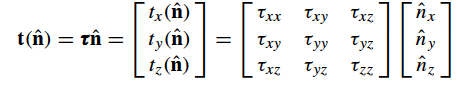 t(n̂) = τn̂ = [ t_x(n̂) ; t_y(n̂) ; t_z(n̂) ] = [ τ_xx τ_xy τ_xz ; τ_xy τ_yy τ_yz ; τ_xz τ_yz τ_zz ] [ n̂_x ; n̂_y ; n̂_z ]